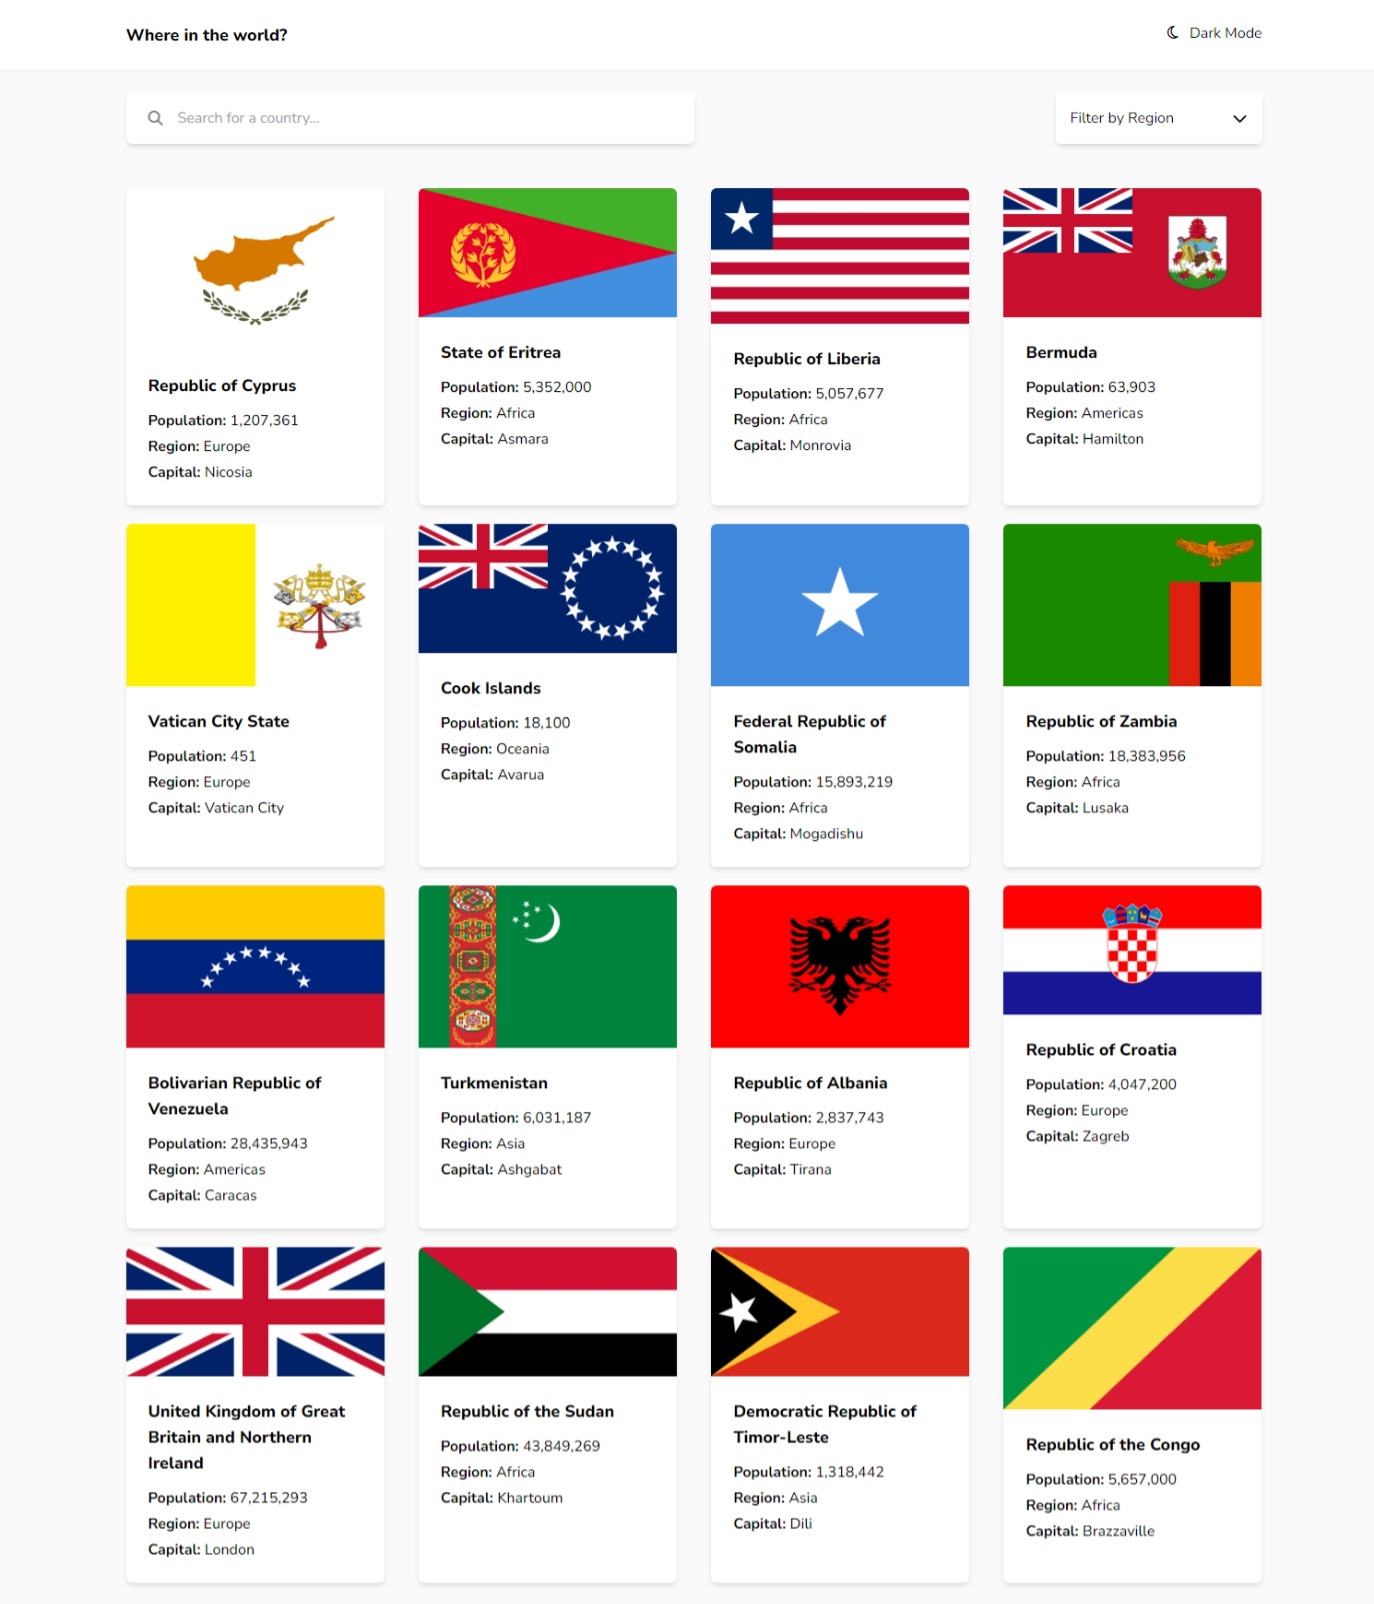 Where in the world?
Dark Mode
Search for a country...
Filter by Region
Republic of Cyprus
Population: 1,207,361
Region: Europe
Capital: Nicosia
State of Eritrea
Population: 5,352,000
Region: Africa
Capital: Asmara
Republic of Liberia
Population: 5,057,677
Region: Africa
Capital: Monrovia
Bermuda
Population: 63,903
Region: Americas
Capital: Hamilton
Vatican City State
Population: 451
Region: Europe
Capital: Vatican City
Cook Islands
Population: 18,100
Region: Oceania
Capital: Avarua
Federal Republic of
Somalia
Population: 15,893,219
Region: Africa
Capital: Mogadishu
Republic of Zambia
Population: 18,383,956
Region: Africa
Capital: Lusaka
Bolivarian Republic of
Venezuela
Population: 28,435,943
Region: Americas
Capital: Caracas
Turkmenistan
Population: 6,031,187
Region: Asia
Capital: Ashgabat
Republic of Albania
Population: 2,837,743
Region: Europe
Capital: Tirana
Republic of Croatia
Population: 4,047,200
Region: Europe
Capital: Zagreb
United Kingdom of Great
Britain and Northern
Ireland
Population: 67,215,293
Region: Europe
Capital: London
Republic of the Sudan
Population: 43,849,269
Region: Africa
Capital: Khartoum
Democratic Republic of
Timor-Leste
Population: 1,318,442
Region: Asia
Capital: Dili
Republic of the Congo
Population: 5,657,000
Region: Africa
Capital: Brazzaville